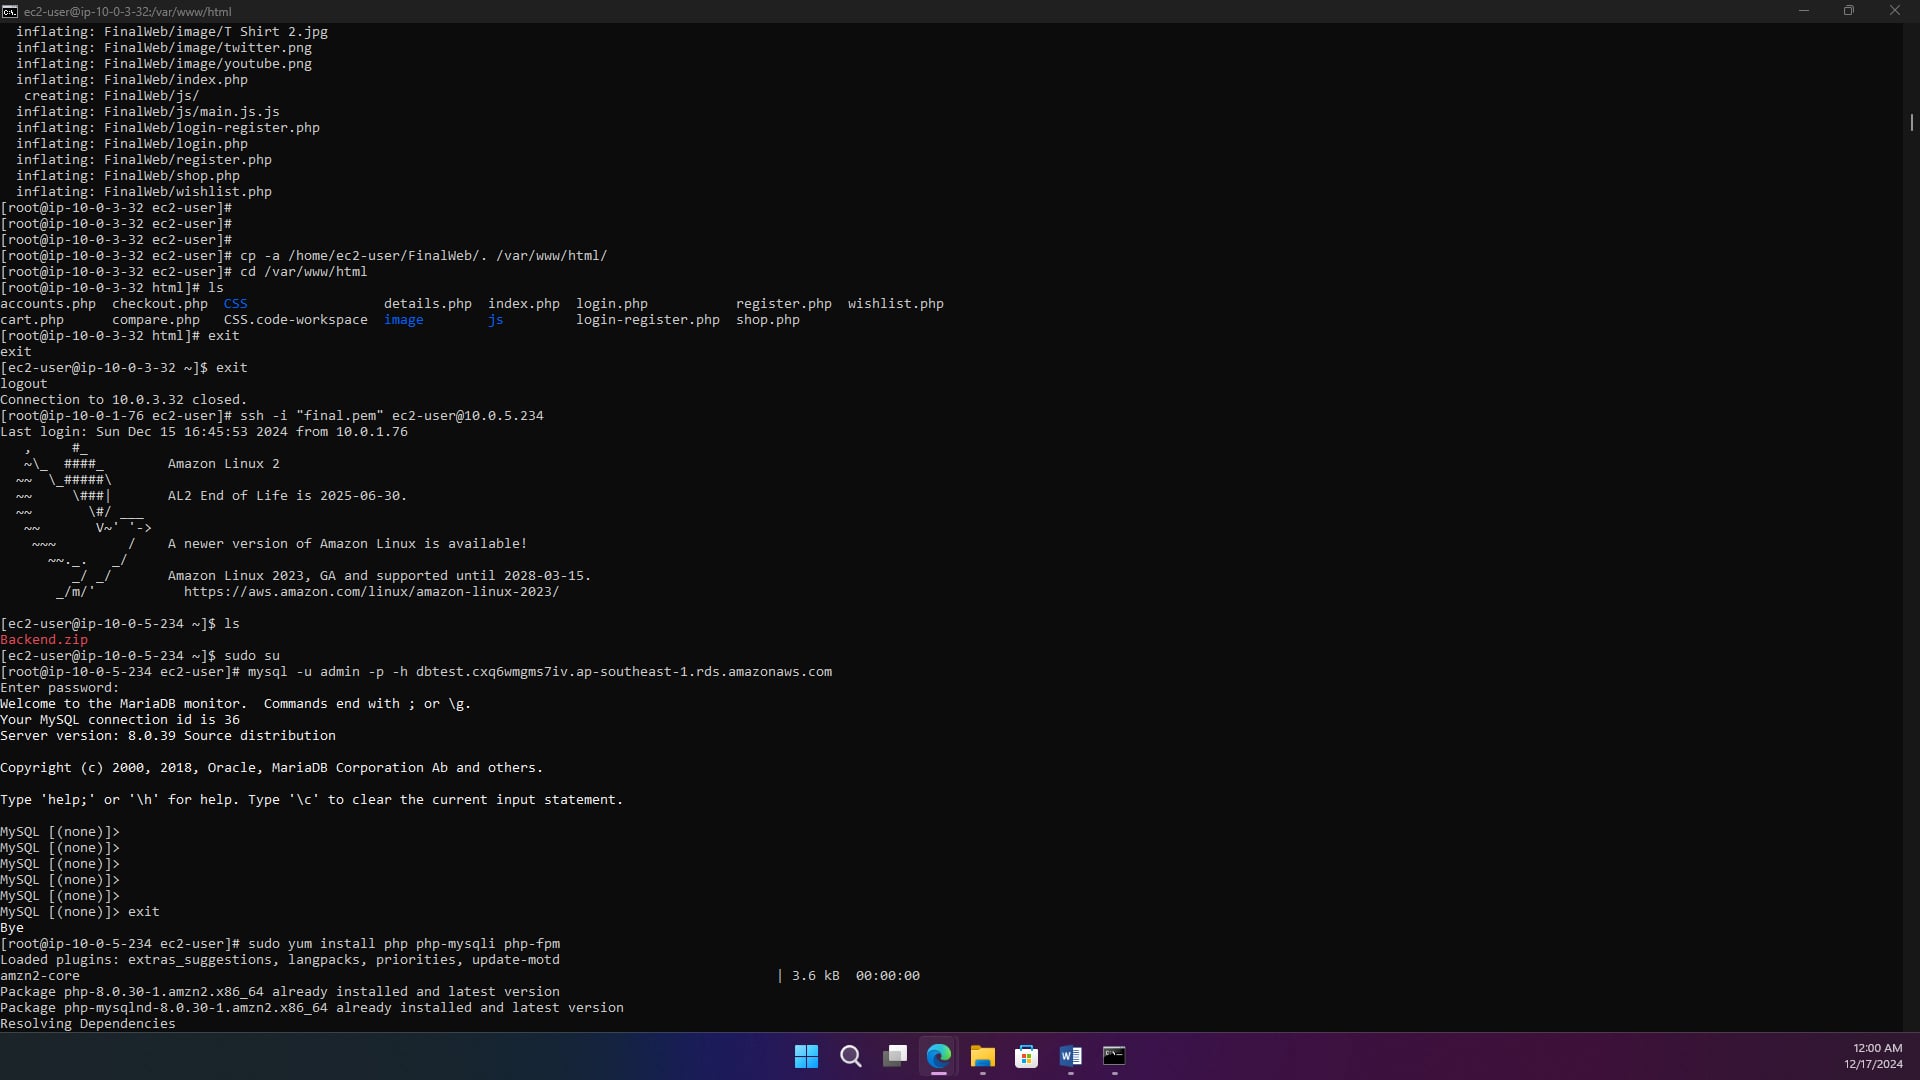 ec2-user@ip-10-0-3-32:/var/www/html
  inflating: FinalWeb/image/T Shirt 2.jpg
  inflating: FinalWeb/image/twitter.png
  inflating: FinalWeb/image/youtube.png
  inflating: FinalWeb/index.php
   creating: FinalWeb/js/
  inflating: FinalWeb/js/main.js.js
  inflating: FinalWeb/login-register.php
  inflating: FinalWeb/login.php
  inflating: FinalWeb/register.php
  inflating: FinalWeb/shop.php
  inflating: FinalWeb/wishlist.php
[root@ip-10-0-3-32 ec2-user]#
[root@ip-10-0-3-32 ec2-user]#
[root@ip-10-0-3-32 ec2-user]#
[root@ip-10-0-3-32 ec2-user]# cp -a /home/ec2-user/FinalWeb/. /var/www/html/
[root@ip-10-0-3-32 ec2-user]# cd /var/www/html
[root@ip-10-0-3-32 html]# ls
accounts.php  checkout.php  CSS                 details.php  index.php  login.php           register.php  wishlist.php
cart.php      compare.php   CSS.code-workspace  image        js         login-register.php  shop.php
[root@ip-10-0-3-32 html]# exit
exit
[ec2-user@ip-10-0-3-32 ~]$ exit
logout
Connection to 10.0.3.32 closed.
[root@ip-10-0-1-76 ec2-user]# ssh -i "final.pem" ec2-user@10.0.5.234
Last login: Sun Dec 15 16:45:53 2024 from 10.0.1.76
   ,     #_
   ~\_  ####_        Amazon Linux 2
  ~~  \_#####\
  ~~     \###|       AL2 End of Life is 2025-06-30.
  ~~       \#/ ___
   ~~       V~' '->
    ~~~         /    A newer version of Amazon Linux is available!
      ~~._.   _/
         _/ _/       Amazon Linux 2023, GA and supported until 2028-03-15.
       _/m/'           https://aws.amazon.com/linux/amazon-linux-2023/
[ec2-user@ip-10-0-5-234 ~]$ ls
Backend.zip
[ec2-user@ip-10-0-5-234 ~]$ sudo su
[root@ip-10-0-5-234 ec2-user]# mysql -u admin -p -h dbtest.cxq6wmgms7iv.ap-southeast-1.rds.amazonaws.com
Enter password:
Welcome to the MariaDB monitor.  Commands end with ; or \g.
Your MySQL connection id is 36
Server version: 8.0.39 Source distribution
Copyright (c) 2000, 2018, Oracle, MariaDB Corporation Ab and others.
Type 'help;' or '\h' for help. Type '\c' to clear the current input statement.
MySQL [(none)]>
MySQL [(none)]>
MySQL [(none)]>
MySQL [(none)]>
MySQL [(none)]>
MySQL [(none)]> exit
Bye
[root@ip-10-0-5-234 ec2-user]# sudo yum install php php-mysqli php-fpm
Loaded plugins: extras_suggestions, langpacks, priorities, update-motd
amzn2-core                                                                                       | 3.6 kB  00:00:00
Package php-8.0.30-1.amzn2.x86_64 already installed and latest version
Package php-mysqlnd-8.0.30-1.amzn2.x86_64 already installed and latest version
Resolving Dependencies
12:00 AM
12/17/2024